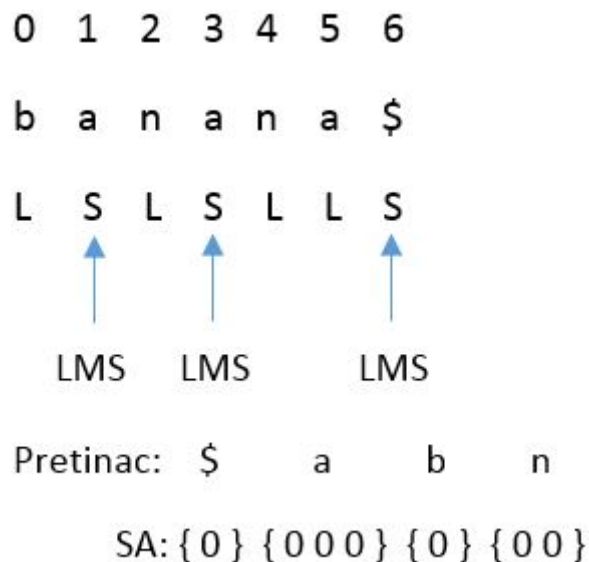 0 1 2 3 4 5 6
b a n a n a $
L S L S L L S
LMS LMS LMS
Pretinac: $ a b n
SA: { 0 } { 0 0 0 } { 0 } { 0 0 }